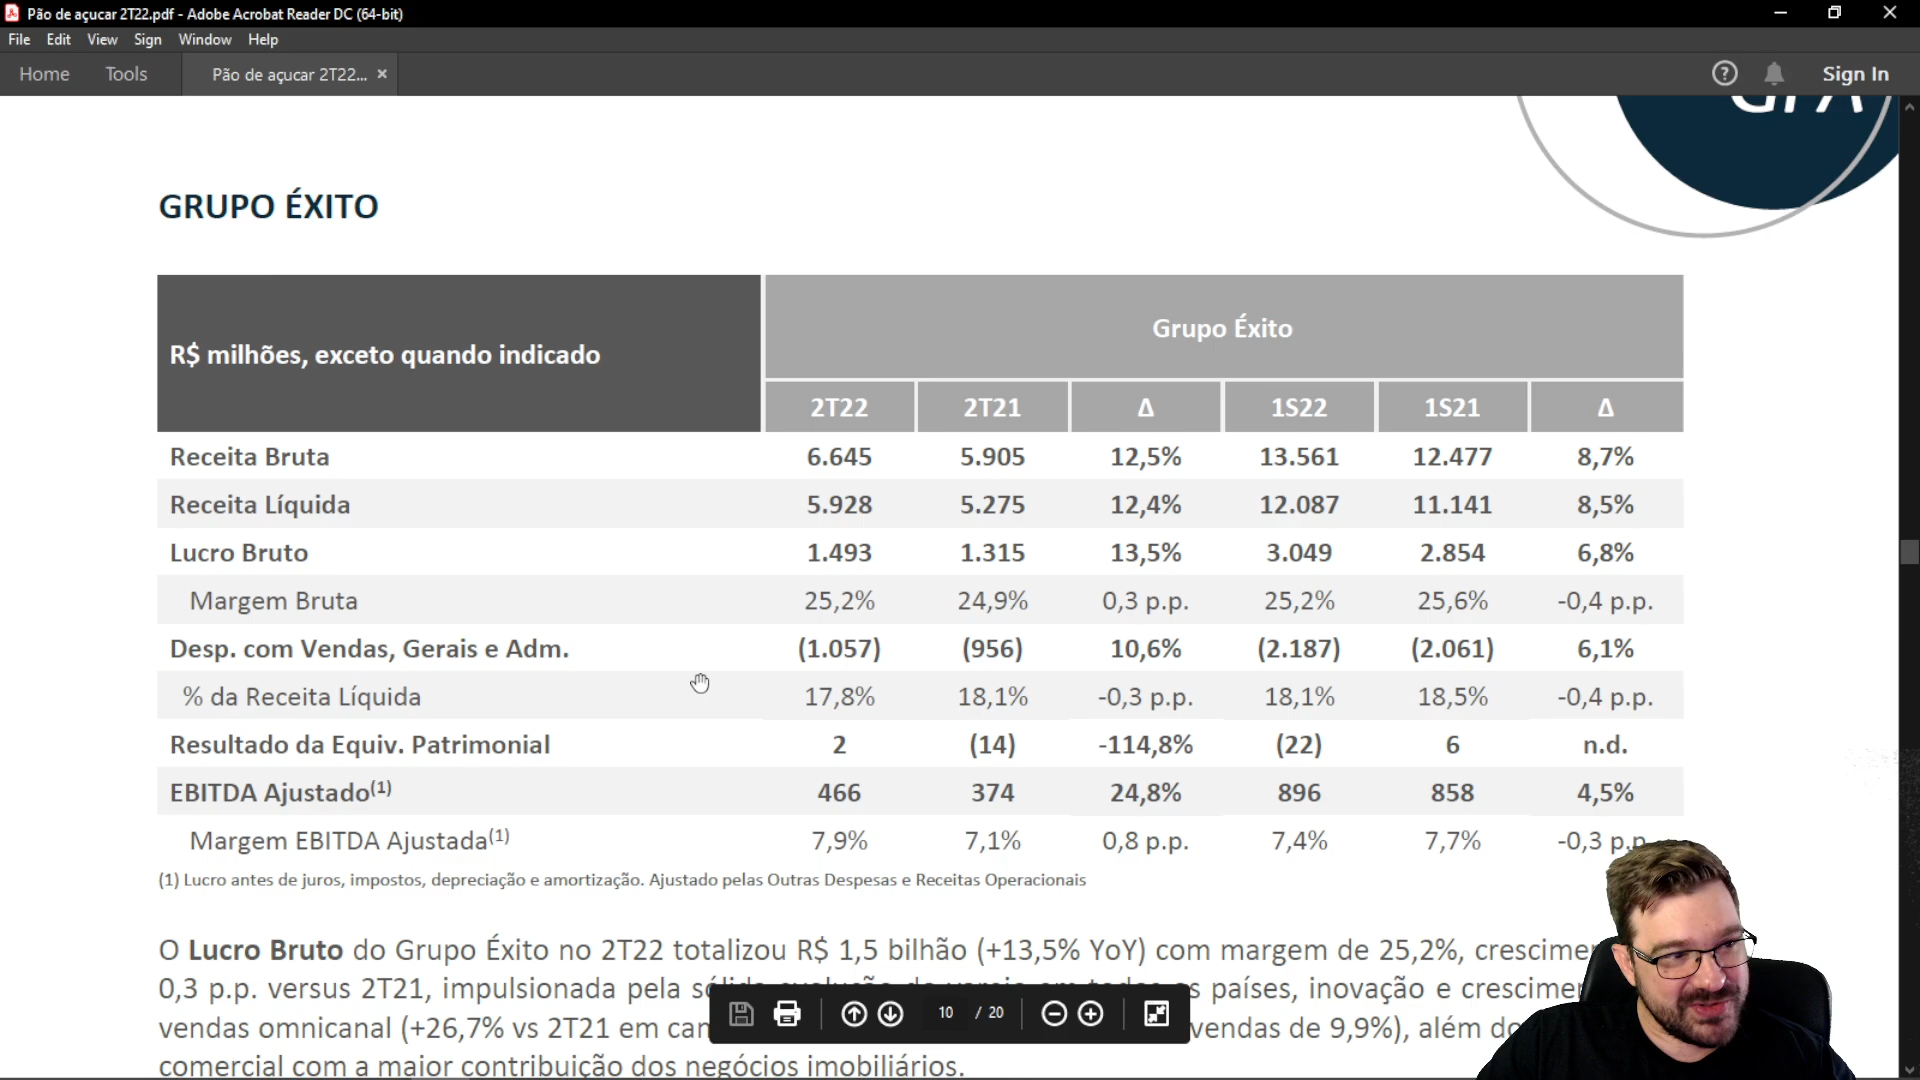 Pão de açucar 2T22.pdf - Adobe Acrobat Reader DC (64-bit)
File Edit View Sign Window Help
Home Tools Pão de açucar 2T22... × Sign In
GPA
GRUPO ÉXITO
R$ milhões, exceto quando indicado
Grupo Éxito
2T22 2T21 Δ 1S22 1S21 Δ
Receita Bruta 6.645 5.905 12,5% 13.561 12.477 8,7%
Receita Líquida 5.928 5.275 12,4% 12.087 11.141 8,5%
Lucro Bruto 1.493 1.315 13,5% 3.049 2.854 6,8%
Margem Bruta 25,2% 24,9% 0,3 p.p. 25,2% 25,6% -0,4 p.p.
Desp. com Vendas, Gerais e Adm. (1.057) (956) 10,6% (2.187) (2.061) 6,1%
% da Receita Líquida 17,8% 18,1% -0,3 p.p. 18,1% 18,5% -0,4 p.p.
Resultado da Equiv. Patrimonial 2 (14) -114,8% (22) 6 n.d.
EBITDA Ajustado(1) 466 374 24,8% 896 858 4,5%
Margem EBITDA Ajustada(1) 7,9% 7,1% 0,8 p.p. 7,4% 7,7% -0,3 p.p.
(1) Lucro antes de juros, impostos, depreciação e amortização. Ajustado pelas Outras Despesas e Receitas Operacionais
O Lucro Bruto do Grupo Éxito no 2T22 totalizou R$ 1,5 bilhão (+13,5% YoY) com margem de 25,2%,
0,3 p.p. versus 2T21, impulsionada pela países, inovação e
vendas omnicanal (+26,7% vs 2T21 em vendas de 9,9%), além
comercial com a maior contribuição dos negócios imobiliários.
10 / 20